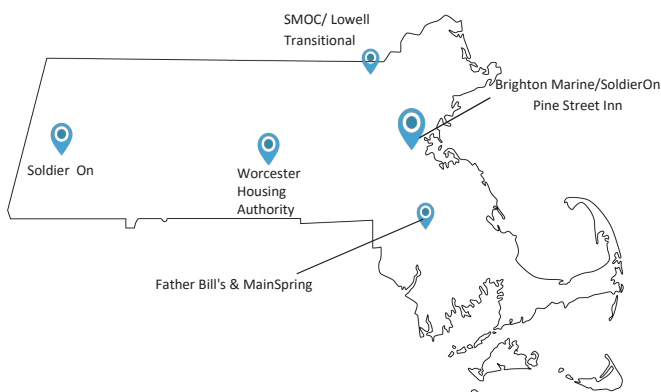 SMOC/ Lowell
Transitional
Brighton Marine/SoldierOn
Pine Street Inn
Soldier On
Worcester
Housing
Authority
Father Bill's & MainSpring